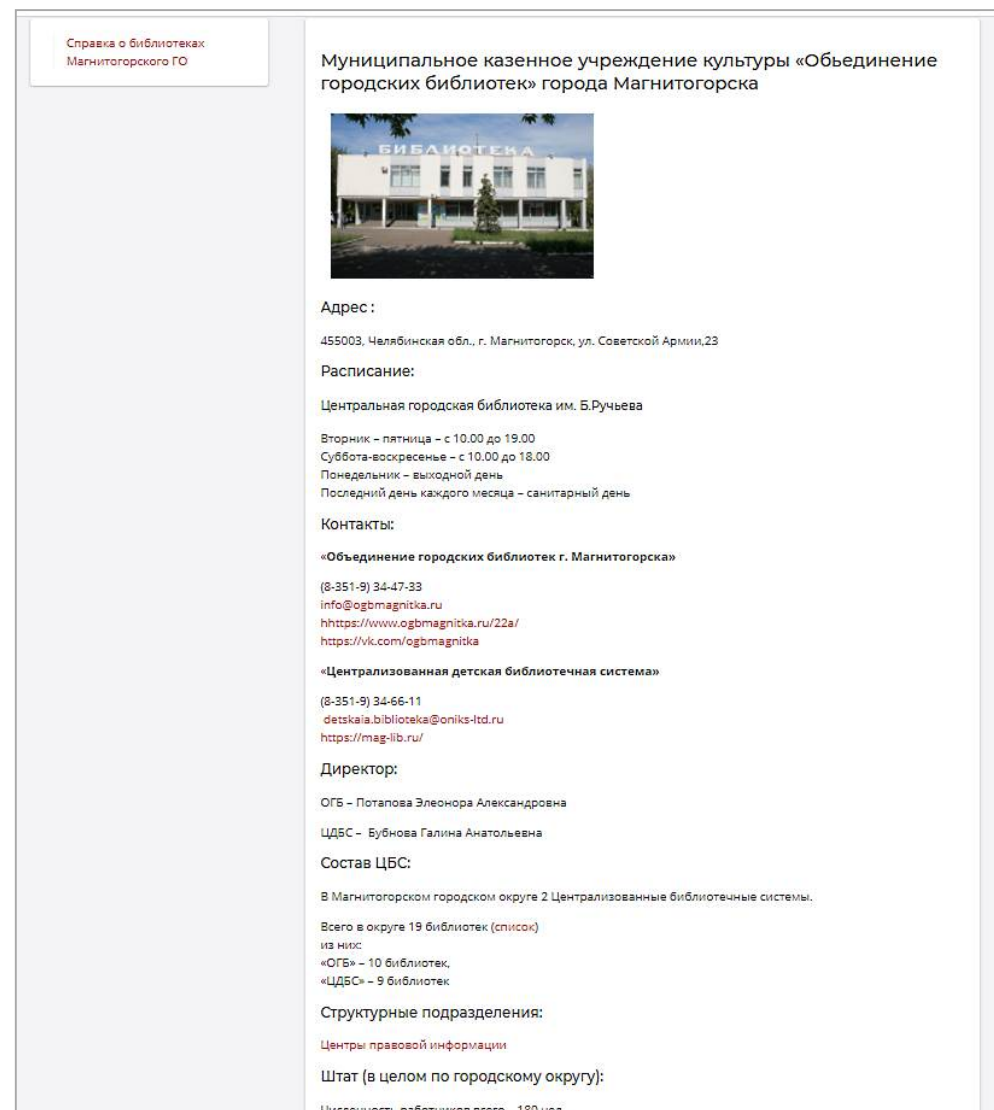 Справка о библиотеках
Магнитогорского ГО
Муниципальное казенное учреждение культуры «Обьединение
городских библиотек» города Магнитогорска
БИБЛИОТЕКА
Адрес :
455003, Челябинская обл., г. Магнитогорск, ул. Советской Армии,23
Расписание:
Центральная городская библиотека им. Б.Ручьева
Вторник – пятница – с 10.00 до 19.00
Суббота-воскресенье – с 10.00 до 18.00
Понедельник – выходной день
Последний день каждого месяца – санитарный день
Контакты:
«Объединение городских библиотек г. Магнитогорска»
(8-351-9) 34-47-33
info@ogbmagnitka.ru
hhttps://www.ogbmagnitka.ru/22a/
https://vk.com/ogbmagnitka
«Централизованная детская библиотечная система»
(8-351-9) 34-66-11
detskaia.biblioteka@oniks-ltd.ru
https://mag-lib.ru/
Директор:
ОГБ – Потапова Элеонора Александровна
ЦДБС – Бубнова Галина Анатольевна
Состав ЦБС:
В Магнитогорском городском округе 2 Централизованные библиотечные системы.
Всего в округе 19 библиотек (список)
из них:
«ОГБ» – 10 библиотек,
«ЦДБС» – 9 библиотек
Структурные подразделения:
Центры правовой информации
Штат (в целом по городскому округу):
Численность работников всего – 189 чел.